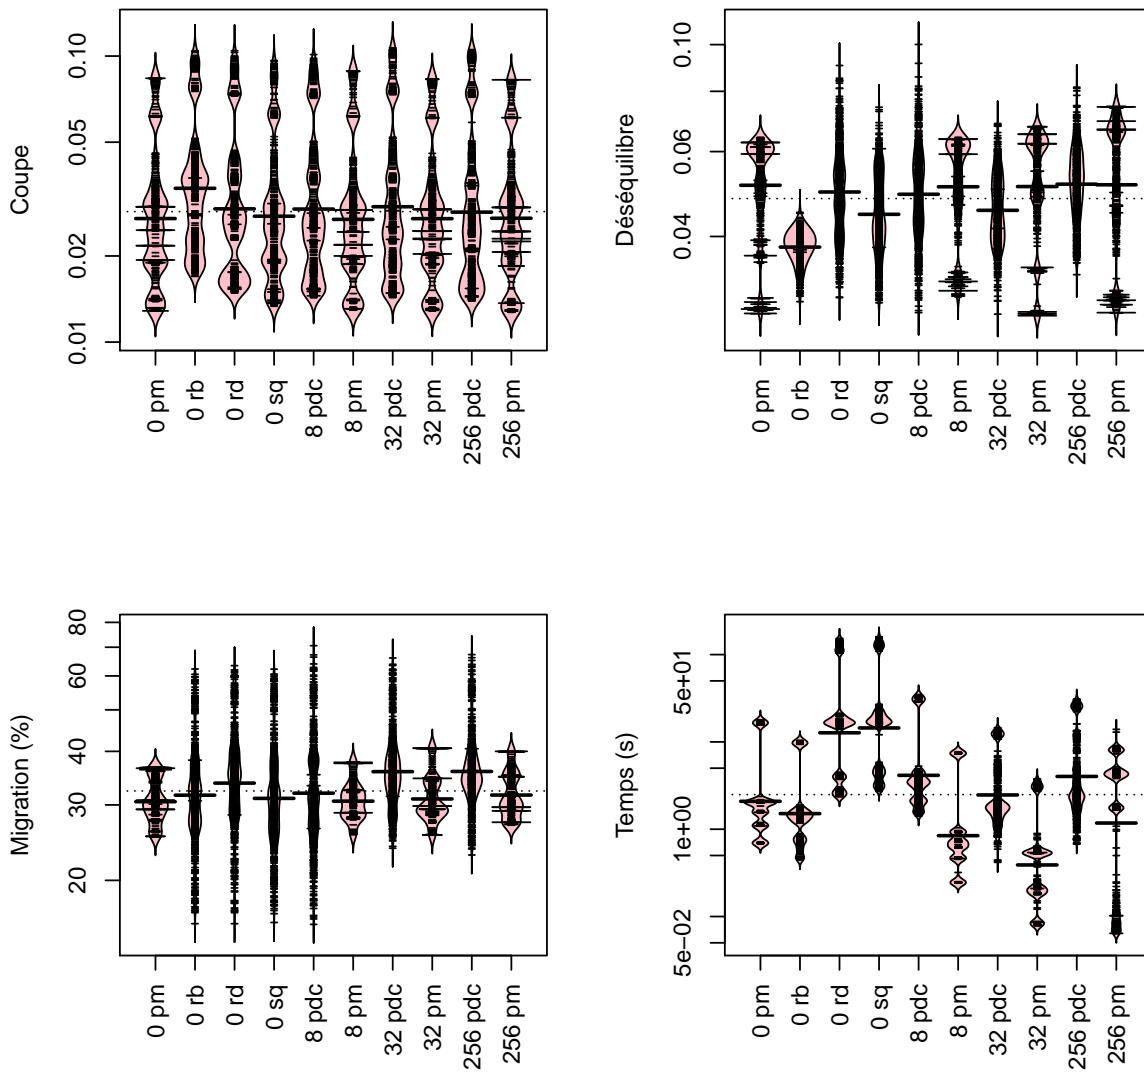 Coupe
0.10
0.05
0.02
0.01
0 pm
0 rb
0 rd
0 sq
8 pdc
8 pm
32 pdc
32 pm
256 pdc
256 pm
Déséquilibre
0.10
0.06
0.04
0 pm
0 rb
0 rd
0 sq
8 pdc
8 pm
32 pdc
32 pm
256 pdc
256 pm
Migration (%)
80
60
40
30
20
0 pm
0 rb
0 rd
0 sq
8 pdc
8 pm
32 pdc
32 pm
256 pdc
256 pm
Temps (s)
5e+01
1e+00
5e−02
0 pm
0 rb
0 rd
0 sq
8 pdc
8 pm
32 pdc
32 pm
256 pdc
256 pm